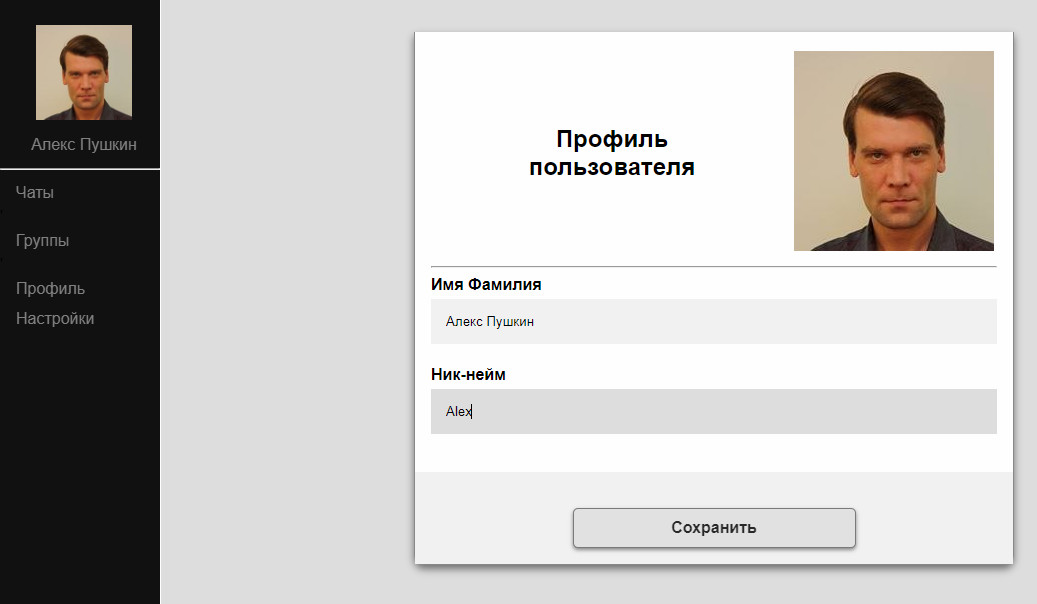 Алекс Пушкин
Чаты
Группы
Профиль
Настройки
Профиль
пользователя
Имя Фамилия
Алекс Пушкин
Ник-нейм
Alex
Сохранить